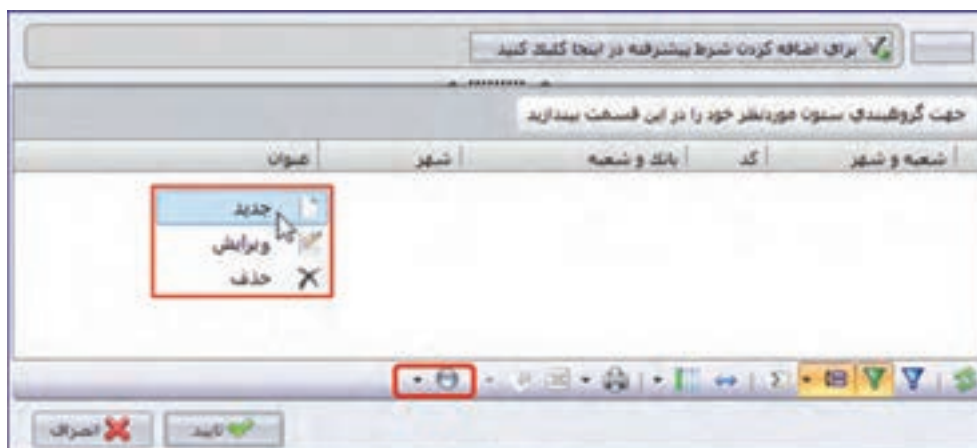 برای اضافه کردن شرط پیشرفته در اینجا کلیک کنید
جهت گروهبندی ستون موردنظر خود را در این قسمت بیندازید
شعبه و شهر کد بانک و شعبه شهر عنوان
جدید
ویرایش
حذف
تایید انصراف